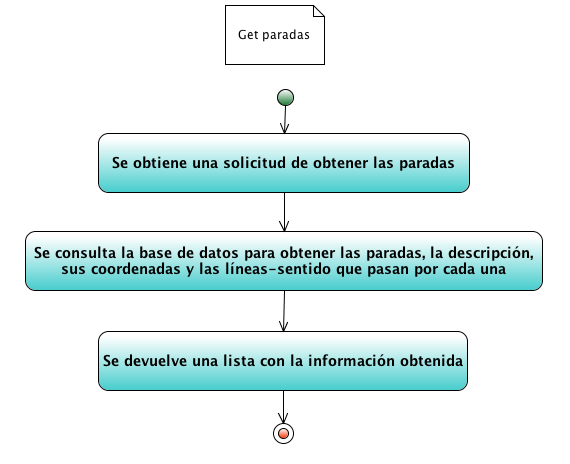 Get paradas
Se obtiene una solicitud de obtener las paradas
Se consulta la base de datos para obtener las paradas, la descripción,
sus coordenadas y las líneas-sentido que pasan por cada una
Se devuelve una lista con la información obtenida